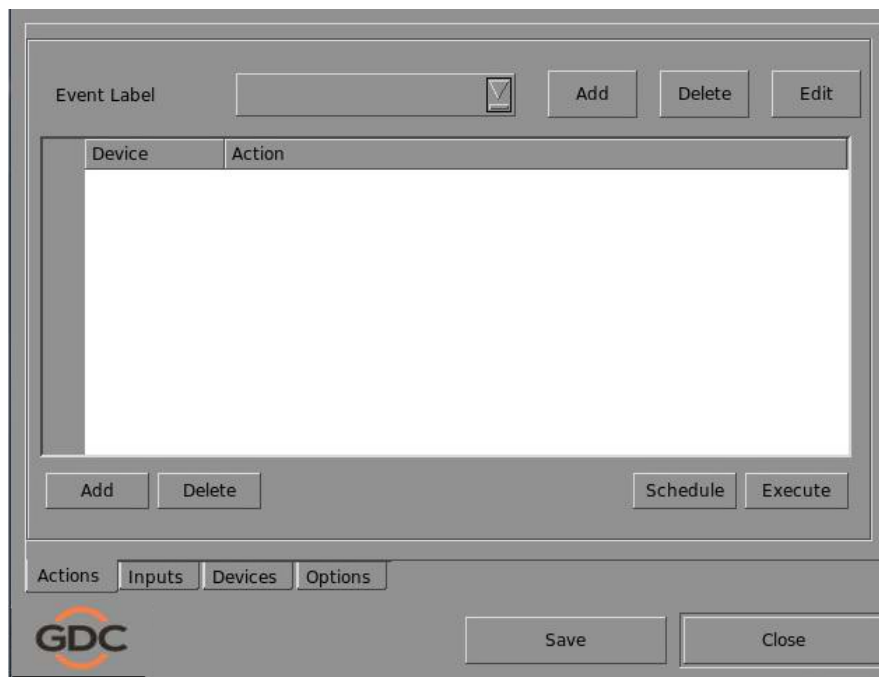 Event Label Add Delete Edit
Device Action
Add Delete Schedule Execute
Actions Inputs Devices Options
GDC Save Close